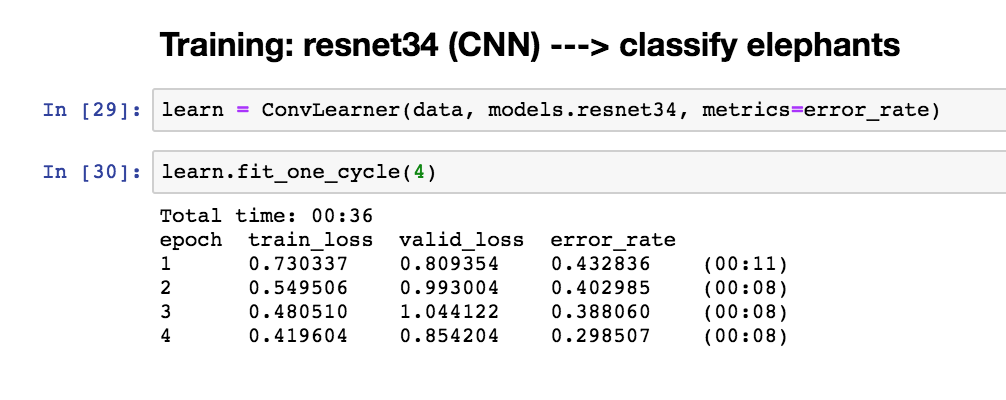 Training: resnet34 (CNN) ---> classify elephants
In [29]: learn = ConvLearner(data, models.resnet34, metrics=error_rate)
In [30]: learn.fit_one_cycle(4)
Total time: 00:36
epoch train_loss valid_loss error_rate
1 0.730337 0.809354 0.432836 (00:11)
2 0.549506 0.993004 0.402985 (00:08)
3 0.480510 1.044122 0.388060 (00:08)
4 0.419604 0.854204 0.298507 (00:08)